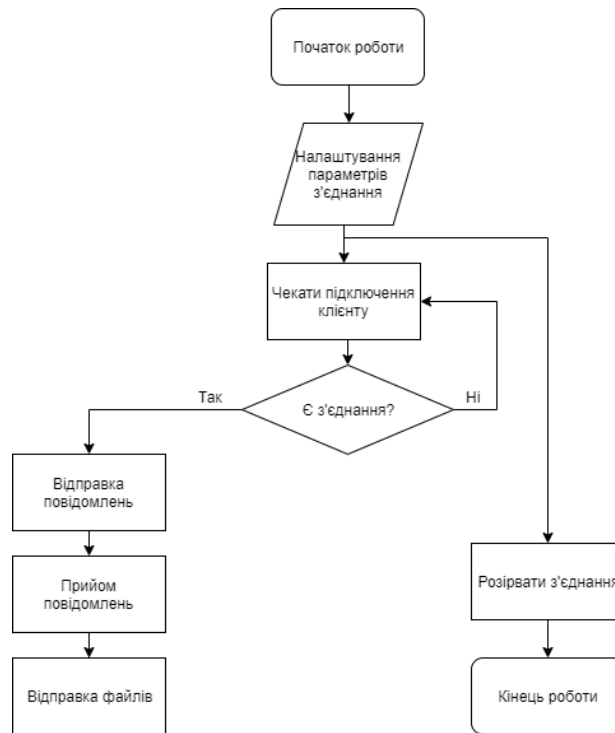 Початок роботи
Налаштування
параметрів
з'єднання
Чекати підключення
клієнту
Так
Є з'єднання?
Ні
Відправка
повідомлень
Прийом
повідомлень
Розірвати з'єднання
Відправка файлів
Кінець роботи